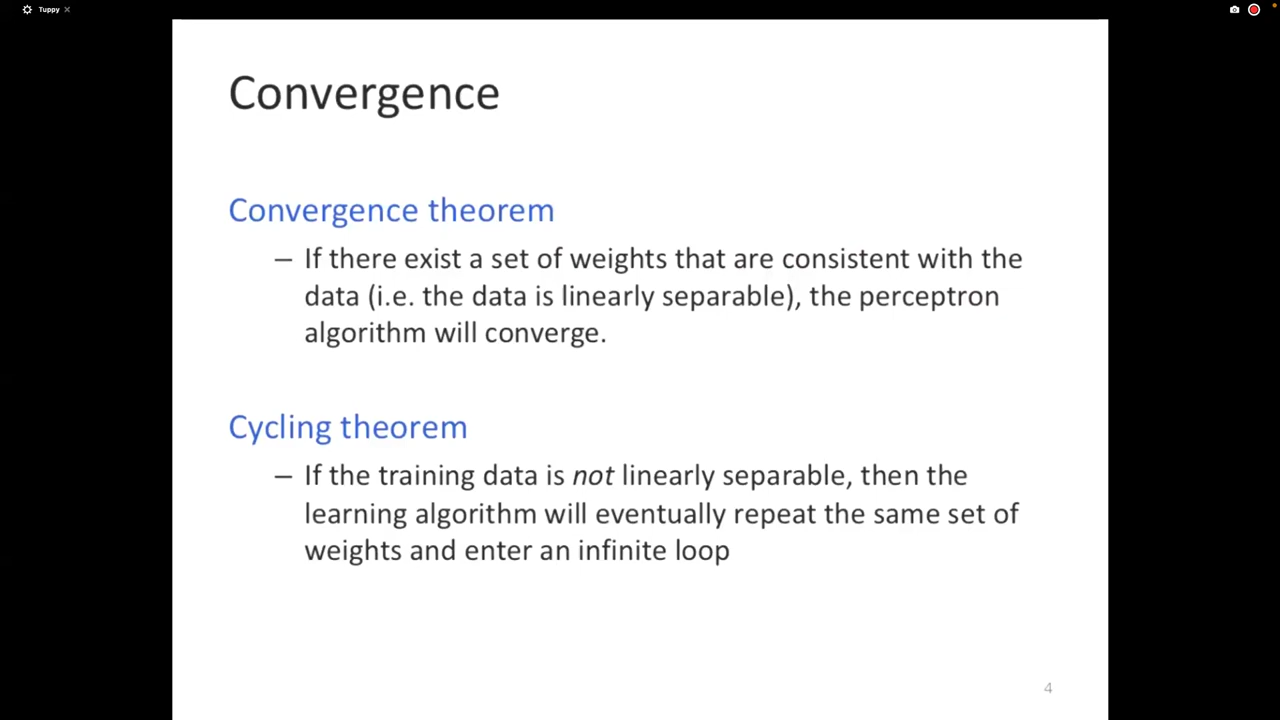 Tuppy
Convergence
Convergence theorem
– If there exist a set of weights that are consistent with the
data (i.e. the data is linearly separable), the perceptron
algorithm will converge.
Cycling theorem
– If the training data is not linearly separable, then the
learning algorithm will eventually repeat the same set of
weights and enter an infinite loop
4